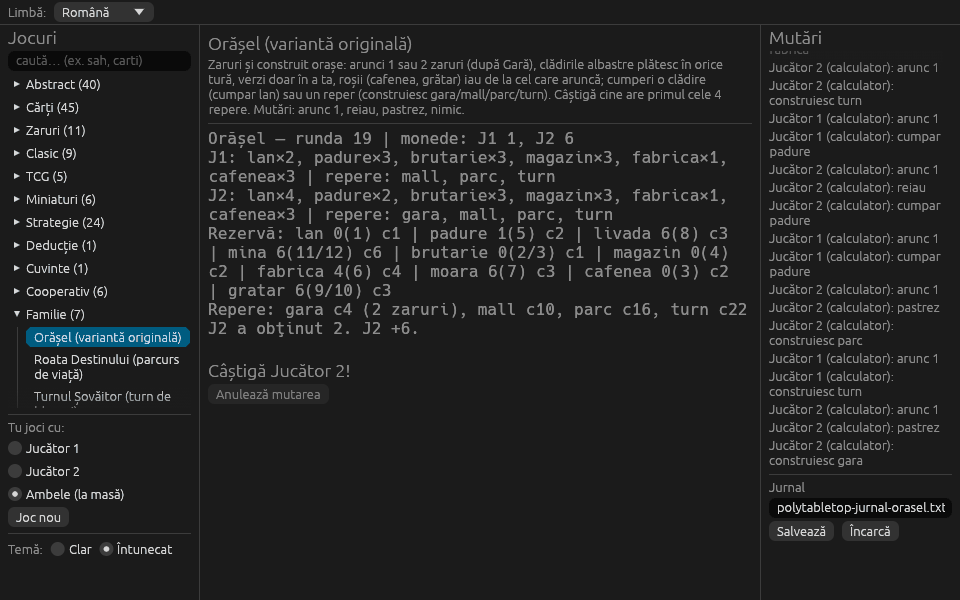 Limbă: Română
Jocuri
caută... (ex. sah, carti)
Abstract (40)
Cărți (45)
Zaruri (11)
Clasic (9)
TCG (5)
Miniaturi (6)
Strategie (24)
Deducție (1)
Cuvinte (1)
Cooperativ (6)
Familie (7)
Orășel (variantă originală)
Roata Destinului (parcurs
de viață)
Turnul Șovăitor (turn de
Tu joci cu:
Jucător 1
Jucător 2
Ambele (la masă)
Joc nou
Temă: Clar Întunecat
Orășel (variantă originală)
Zaruri și construit orașe: arunci 1 sau 2 zaruri (după Gară), clădirile albastre plătesc în orice
tură, verzi doar în a ta, roșii (cafenea, grătar) iau de la cel care aruncă; cumperi o clădire
(cumpar lan) sau un reper (construiesc gara/mall/parc/turn). Câștigă cine are primul cele 4
repere. Mutări: arunc 1, reiau, pastrez, nimic.
Orășel — runda 19 | monede: J1 1, J2 6
J1: lan×2, padure×3, brutarie×3, magazin×3, fabrica×1,
cafenea×3 | repere: mall, parc, turn
J2: lan×4, padure×2, brutarie×3, magazin×3, fabrica×1,
cafenea×3 | repere: gara, mall, parc, turn
Rezervă: lan 0(1) c1 | padure 1(5) c2 | livada 6(8) c3
| mina 6(11/12) c6 | brutarie 0(2/3) c1 | magazin 0(4)
c2 | fabrica 4(6) c4 | moara 6(7) c3 | cafenea 0(3) c2
| gratar 6(9/10) c3
Repere: gara c4 (2 zaruri), mall c10, parc c16, turn c22
J2 a obţinut 2. J2 +6.
Câștigă Jucător 2!
Anulează mutarea
Mutări
fabrica
Jucător 2 (calculator): arunc 1
Jucător 2 (calculator):
construiesc turn
Jucător 1 (calculator): arunc 1
Jucător 1 (calculator): cumpar
padure
Jucător 2 (calculator): arunc 1
Jucător 2 (calculator): reiau
Jucător 2 (calculator): cumpar
padure
Jucător 1 (calculator): arunc 1
Jucător 1 (calculator): cumpar
padure
Jucător 2 (calculator): arunc 1
Jucător 2 (calculator): pastrez
Jucător 2 (calculator):
construiesc parc
Jucător 1 (calculator): arunc 1
Jucător 1 (calculator):
construiesc turn
Jucător 2 (calculator): arunc 1
Jucător 2 (calculator): pastrez
Jucător 2 (calculator):
construiesc gara
Jurnal
polytabletop-jurnal-orasel.txt
Salvează Încarcă